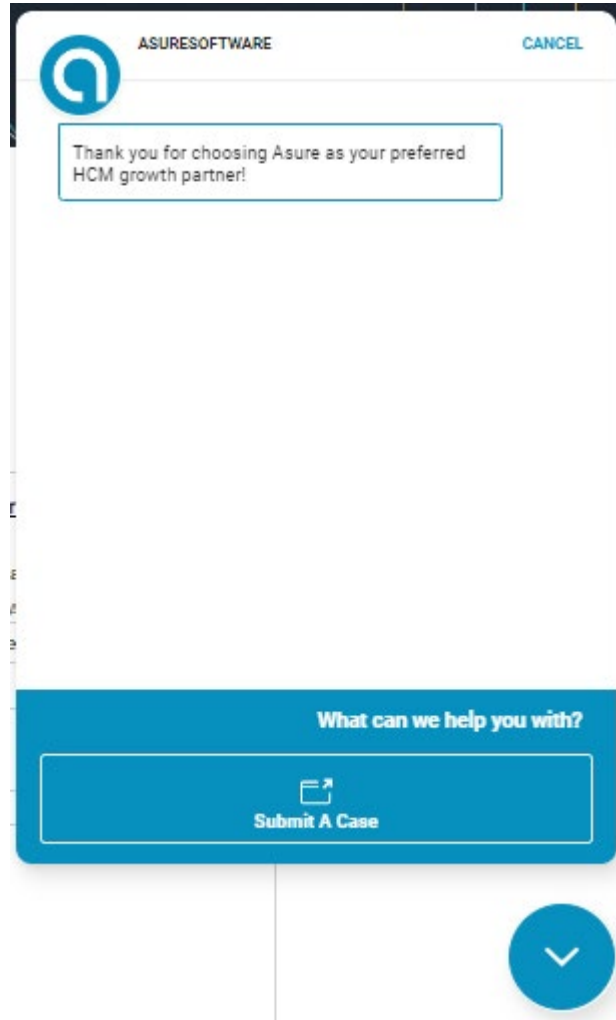 ASURESOFTWARE
CANCEL
Thank you for choosing Asure as your preferred
HCM growth partner!
What can we help you with?
Submit A Case